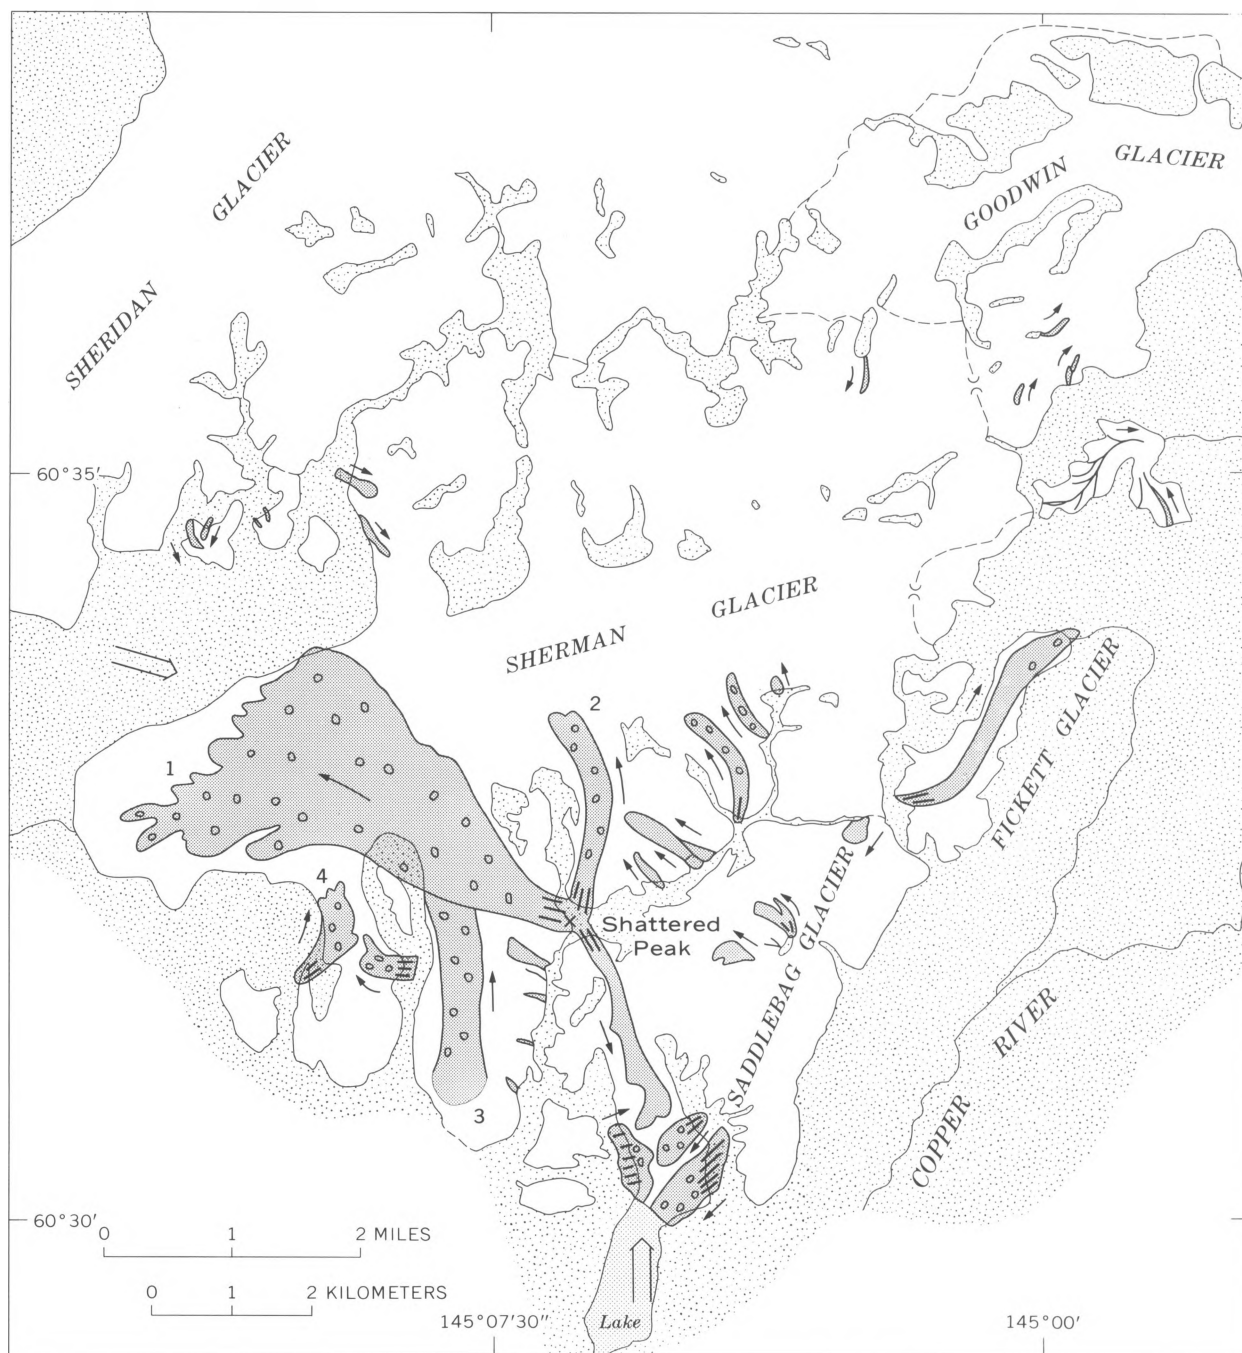 GLACIER
GOODWIN
GLACIER
SHERIDAN
60°35′
GLACIER
SHERMAN
2
1
FICKETT GLACIER
4
Shattered
Peak
SADDLEBAG GLACIER
COPPER RIVER
3
60°30′
0 1 2 MILES
0 1 2 KILOMETERS
Lake
145°07′30″
145°00′